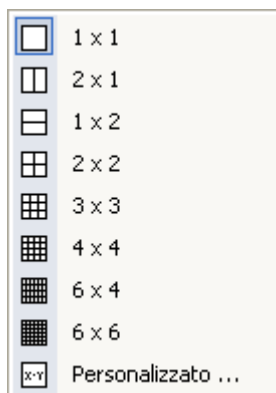 1 x 1
2 x 1
1 x 2
2 x 2
3 x 3
4 x 4
6 x 4
6 x 6
X-Y Personalizzato ...